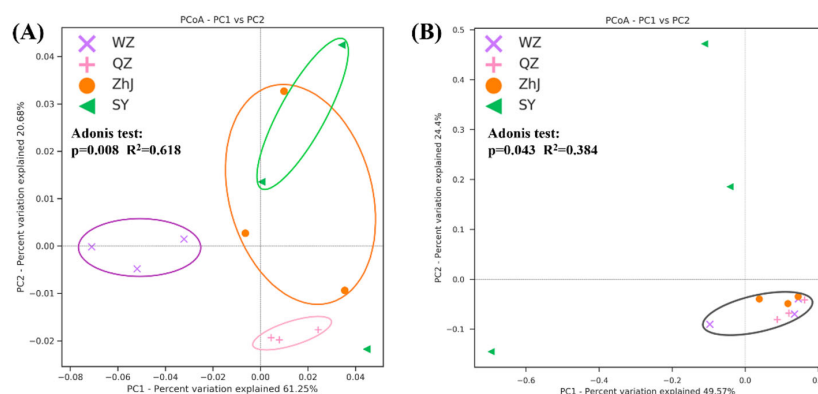 (A)
PCoA - PC1 vs PC2
WZ
QZ
ZhJ
SY
Adonis test:
p=0.008 R²=0.618
0.04
0.03
0.02
0.01
0.00
−0.01
−0.02
PC2 - Percent variation explained 20.68%
−0.08
−0.06
−0.04
−0.02
0.00
0.02
0.04
PC1 - Percent variation explained 61.25%
(B)
PCoA - PC1 vs PC2
WZ
QZ
ZhJ
SY
Adonis test:
p=0.043 R²=0.384
0.5
0.4
0.3
0.2
0.1
0.0
−0.1
PC2 - Percent variation explained 24.4%
−0.6
−0.4
−0.2
0.0
PC1 - Percent variation explained 49.57%